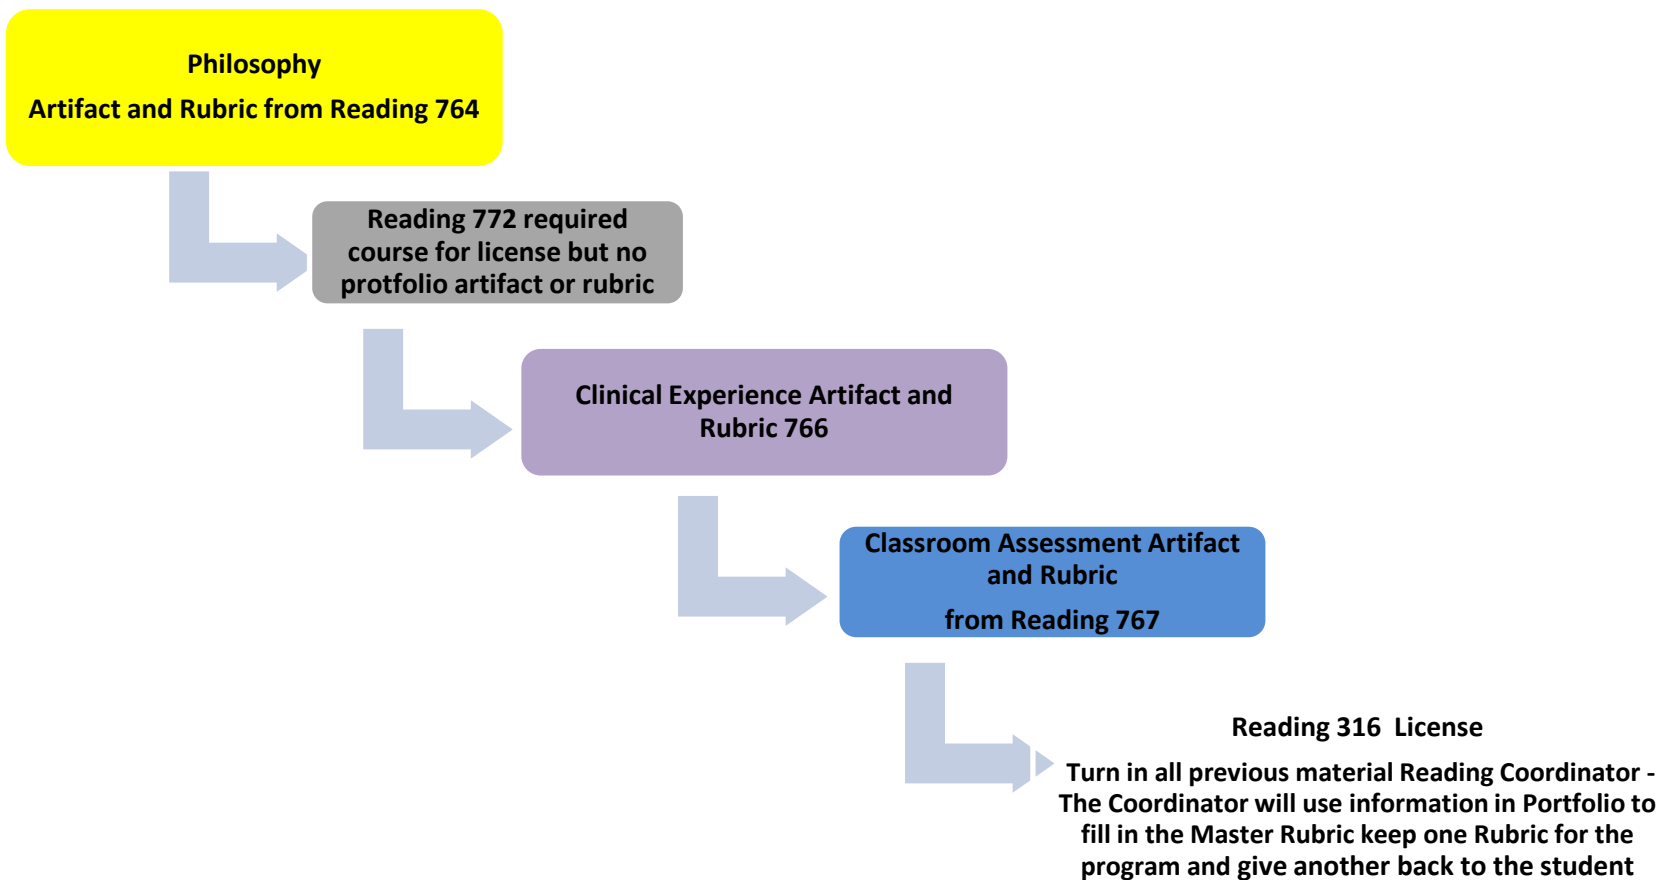 Philosophy
Artifact and Rubric from Reading 764
Reading 772 required
course for license but no
protfolio artifact or rubric
Clinical Experience Artifact and
Rubric 766
Classroom Assessment Artifact
and Rubric
from Reading 767
Reading 316 License
Turn in all previous material Reading Coordinator -
The Coordinator will use information in Portfolio to
fill in the Master Rubric keep one Rubric for the
program and give another back to the student